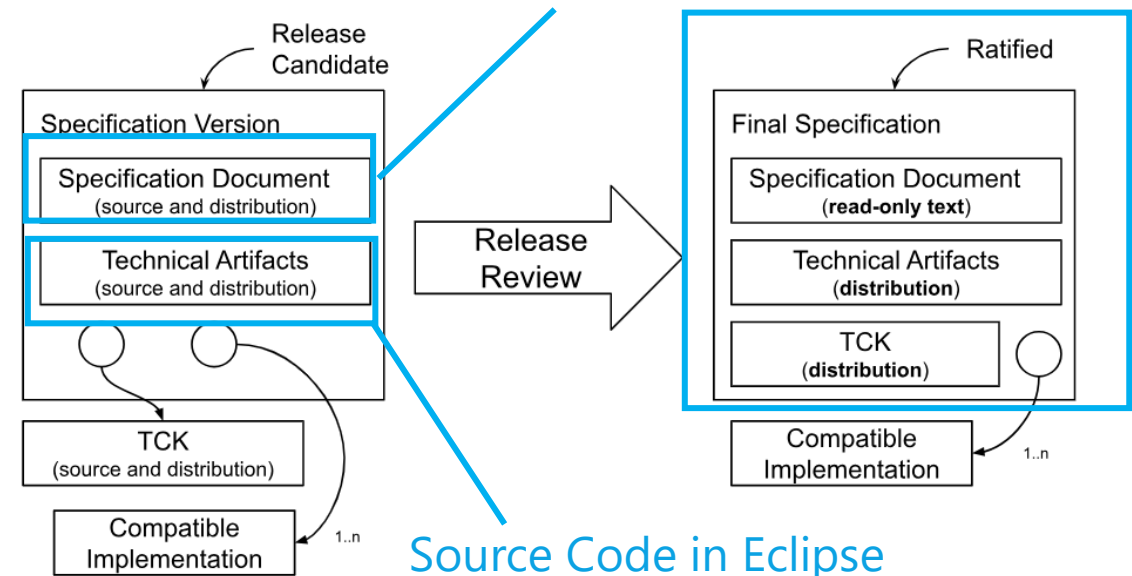 Release
Candidate
Specification Version
Specification Document
(source and distribution)
Technical Artifacts
(source and distribution)
TCK
(source and distribution)
1..n
Compatible
Implementation
Release
Review
Ratified
Final Specification
Specification Document
(read-only text)
Technical Artifacts
(distribution)
TCK
(distribution)
Compatible
Implementation
1..n
Source Code in Eclipse